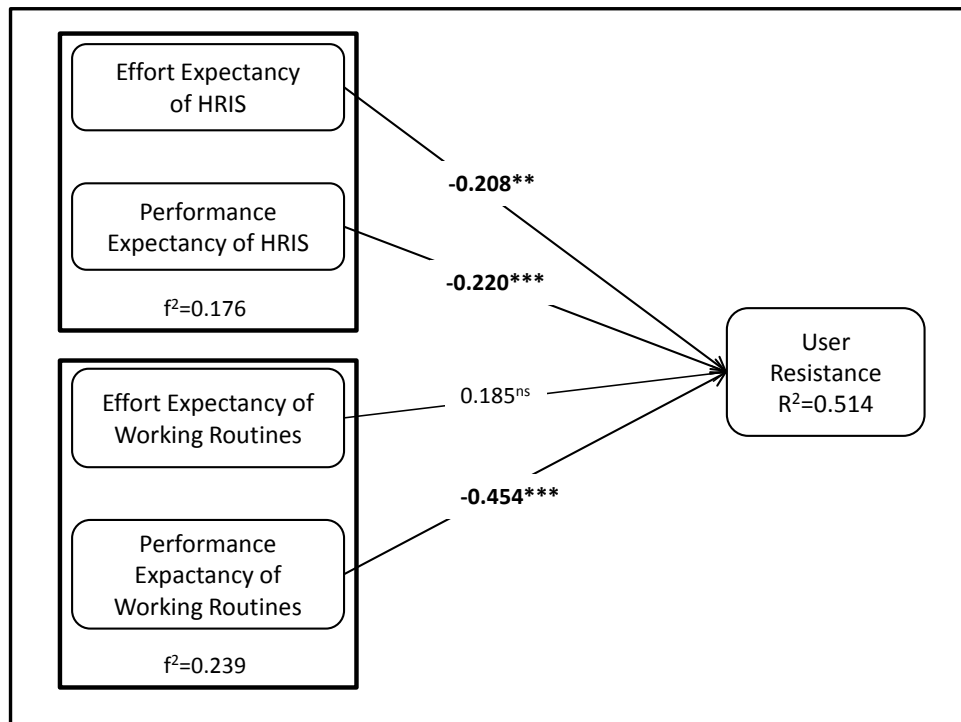 Effort Expectancy
of HRIS
-0.208**
Performance
Expectancy of HRIS
-0.220***
f²=0.176
User
Resistance
R²=0.514
Effort Expectancy of
Working Routines
0.185ⁿˢ
-0.454***
Performance
Expactancy of
Working Routines
f²=0.239